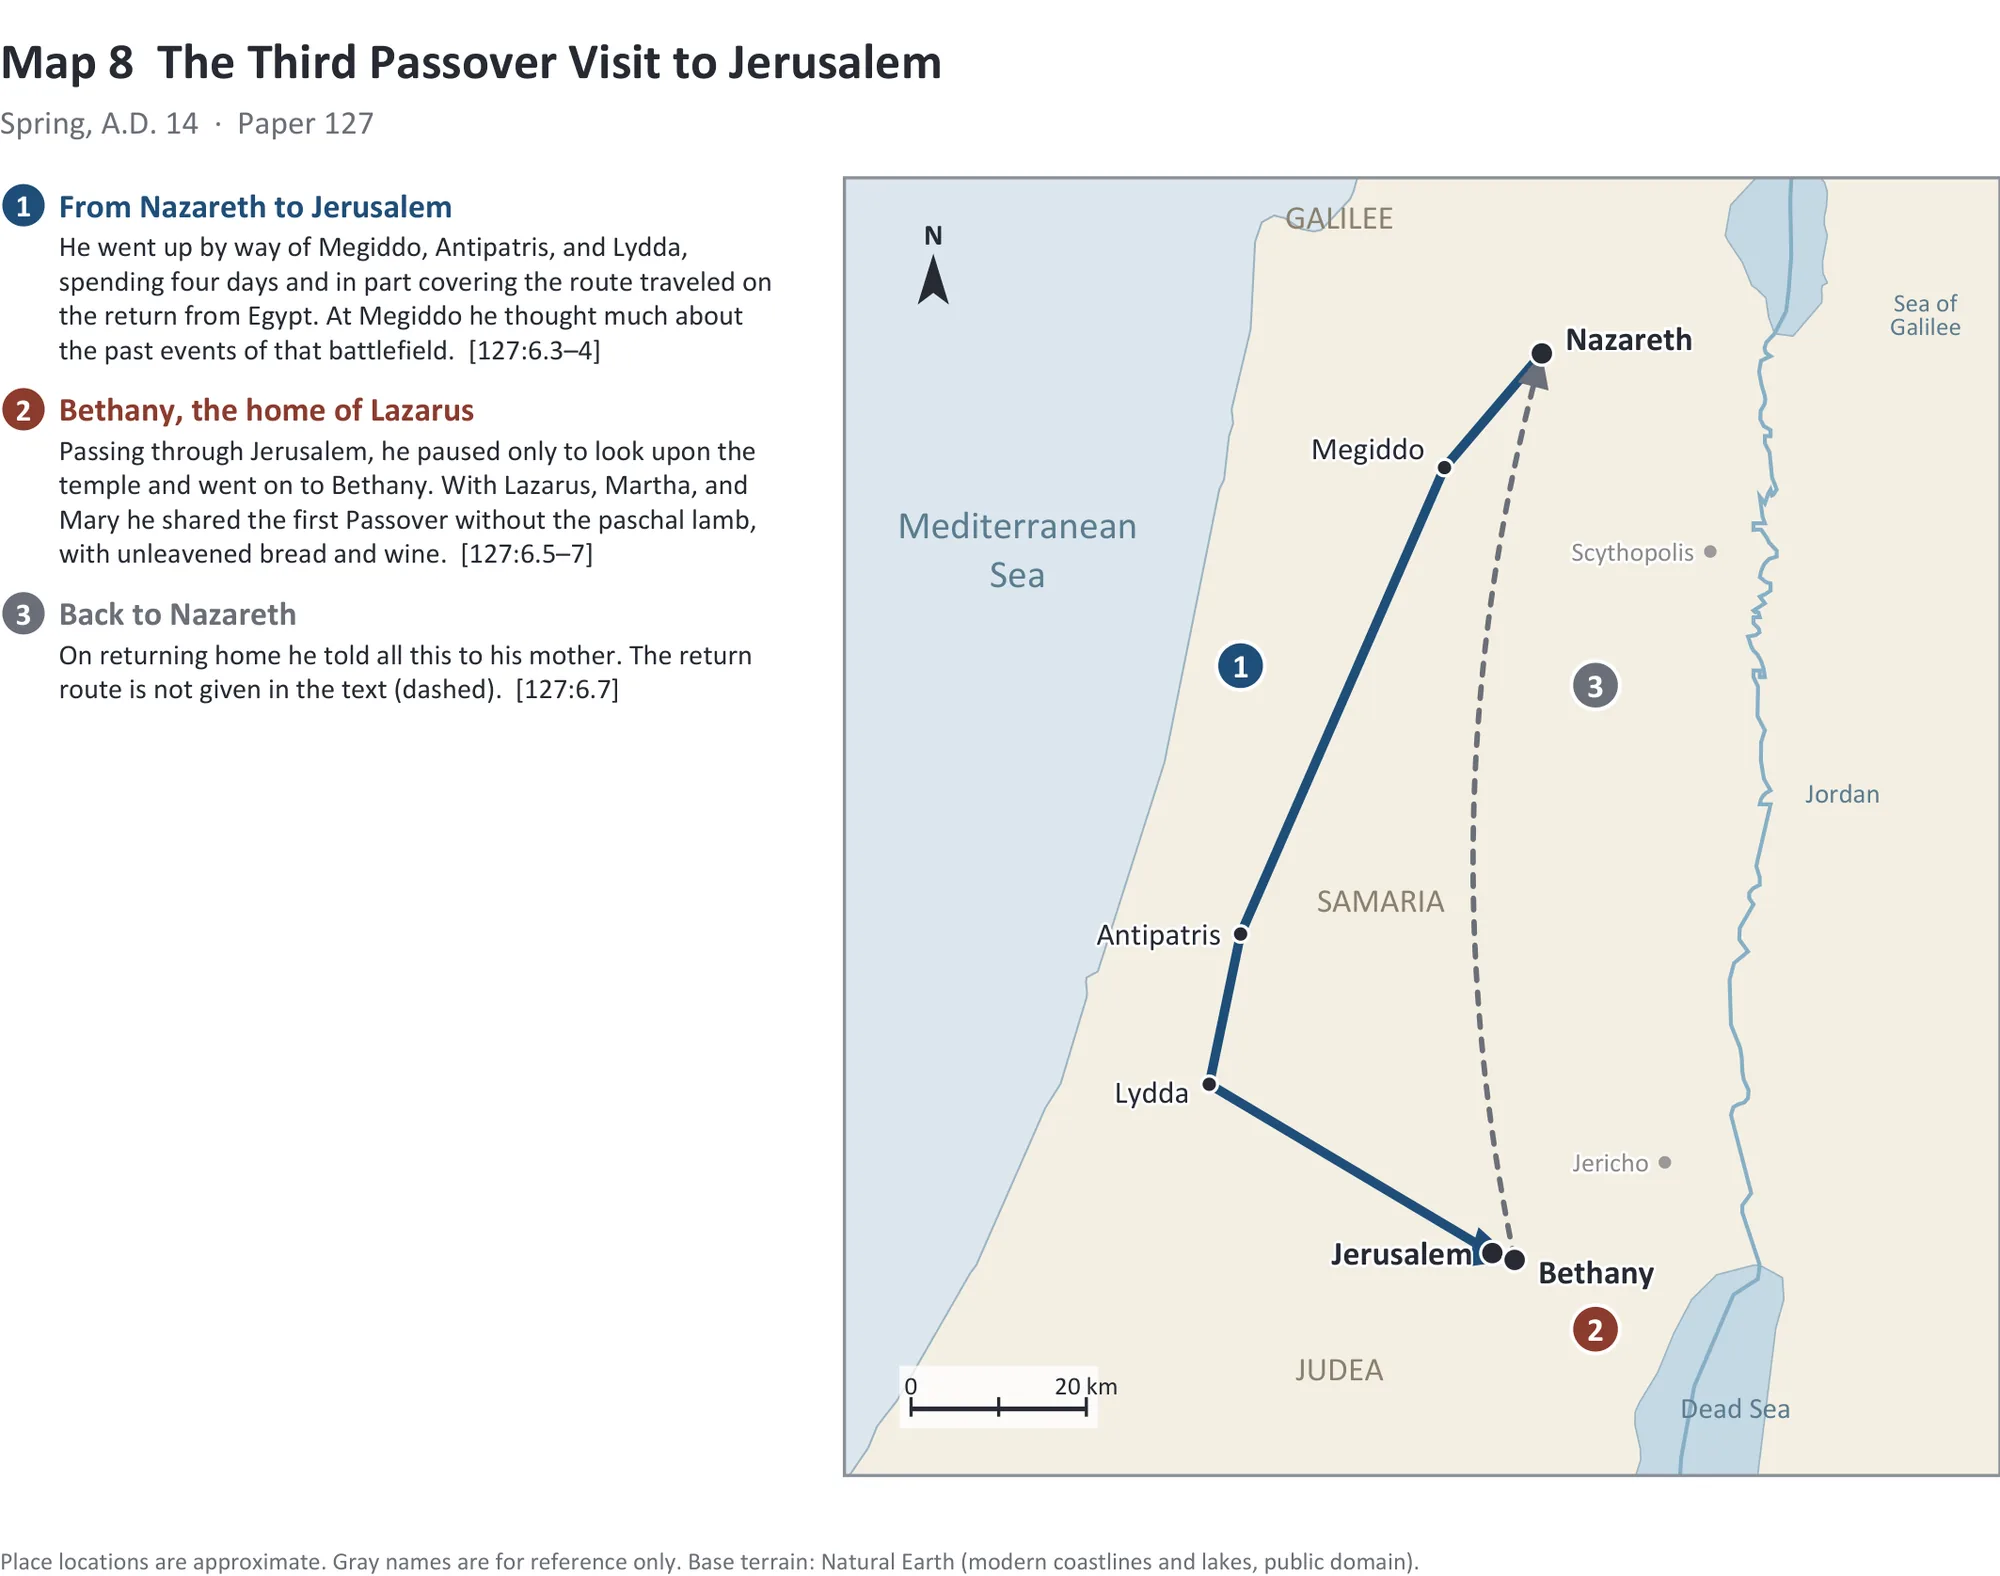 Map 8  The Third Passover Visit to Jerusalem
Spring, A.D. 14 · Paper 127
1 From Nazareth to Jerusalem
He went up by way of Megiddo, Antipatris, and Lydda,
spending four days and in part covering the route traveled on
the return from Egypt. At Megiddo he thought much about
the past events of that battlefield. [127:6.3–4]
2 Bethany, the home of Lazarus
Passing through Jerusalem, he paused only to look upon the
temple and went on to Bethany. With Lazarus, Martha, and
Mary he shared the first Passover without the paschal lamb,
with unleavened bread and wine. [127:6.5–7]
3 Back to Nazareth
On returning home he told all this to his mother. The return
route is not given in the text (dashed). [127:6.7]
GALILEE
N
Sea of
Galilee
Nazareth
Megiddo
Mediterranean
Sea
Scythopolis
1
3
Jordan
SAMARIA
Antipatris
Lydda
Jericho
Jerusalem
Bethany
2
JUDEA
0 20 km
Dead Sea
Place locations are approximate. Gray names are for reference only. Base terrain: Natural Earth (modern coastlines and lakes, public domain).